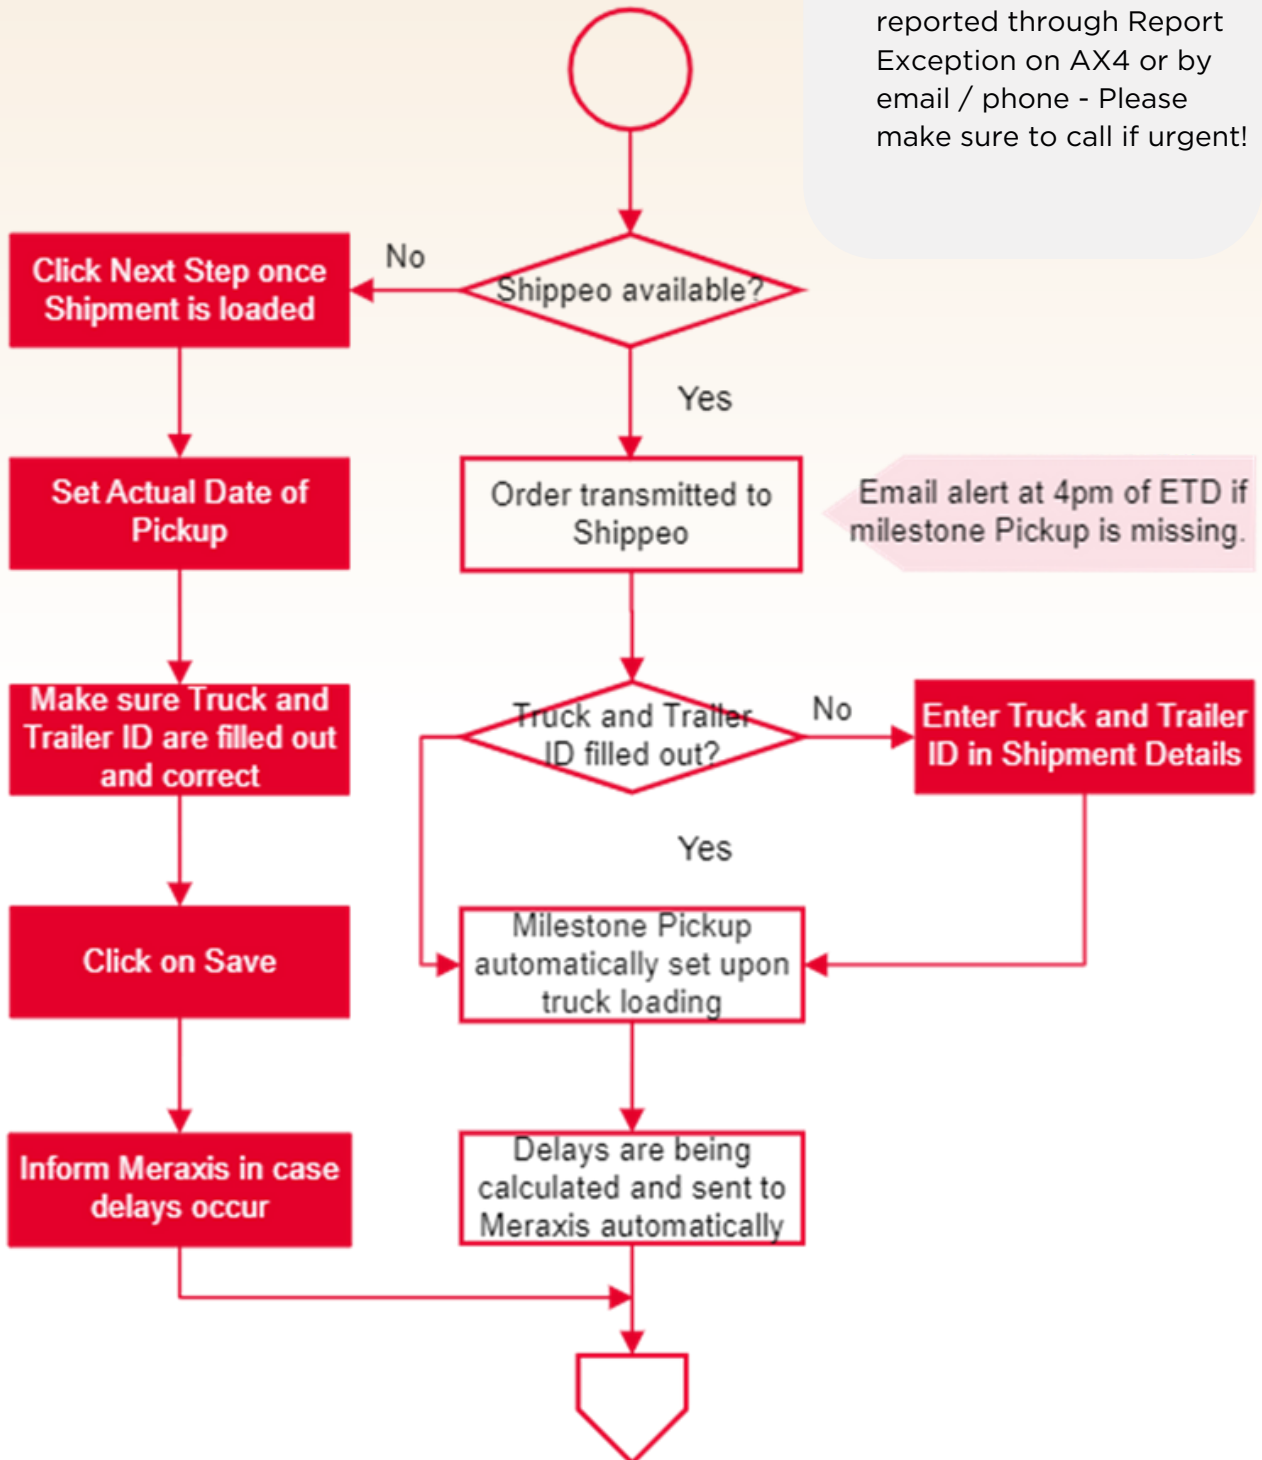 reported through Report
Exception on AX4 or by
email / phone - Please
make sure to call if urgent!
No
Click Next Step once
Shipment is loaded
Shippeo available?
Yes
Set Actual Date of
Pickup
Order transmitted to
Shippeo
Email alert at 4pm of ETD if
milestone Pickup is missing.
Make sure Truck and
Trailer ID are filled out
and correct
Truck and Trailer
ID filled out?
No
Enter Truck and Trailer
ID in Shipment Details
Yes
Click on Save
Milestone Pickup
automatically set upon
truck loading
Inform Meraxis in case
delays occur
Delays are being
calculated and sent to
Meraxis automatically